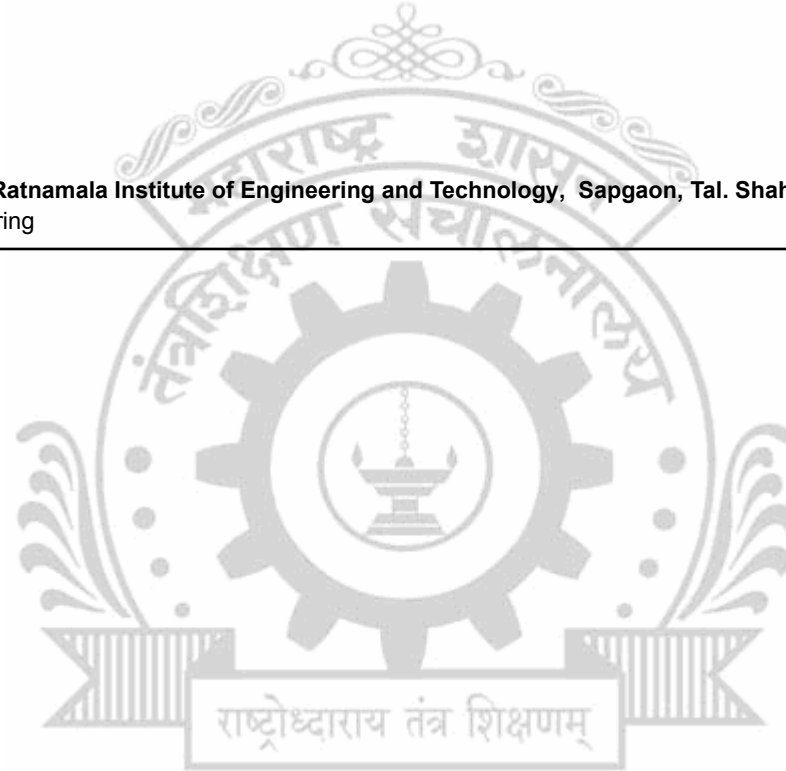 महाराष्ट्र शासन
Ratnamala Institute of Engineering and Technology, Sapgaon, Tal. Shah
ring
तंत्रशिक्षण संचालनालय
राष्ट्रोध्दाराय तंत्र शिक्षणम्